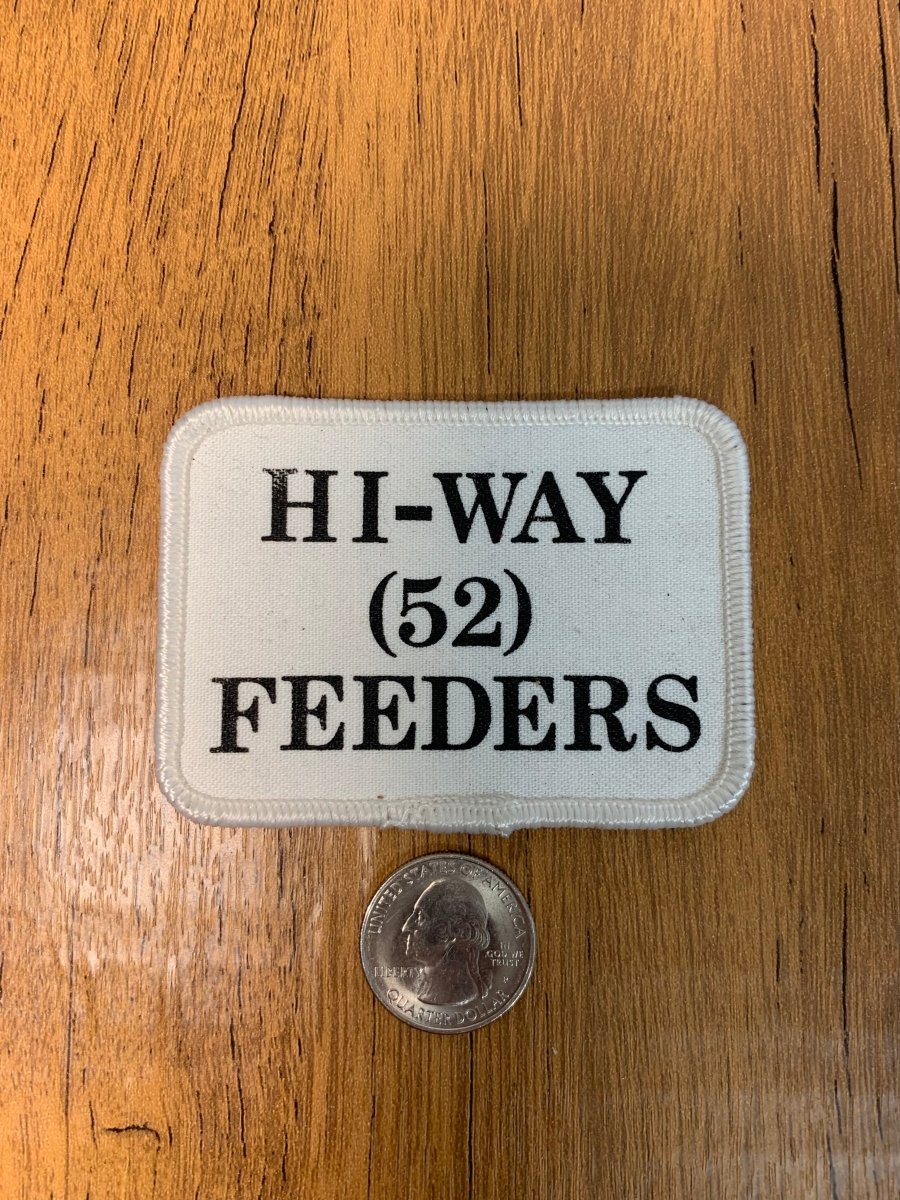 HI-WAY
(52)
FEEDERS
UNITED STATES OF AMERICA
IN
GOD WE
TRUST
LIBERTY
QUARTER DOLLAR